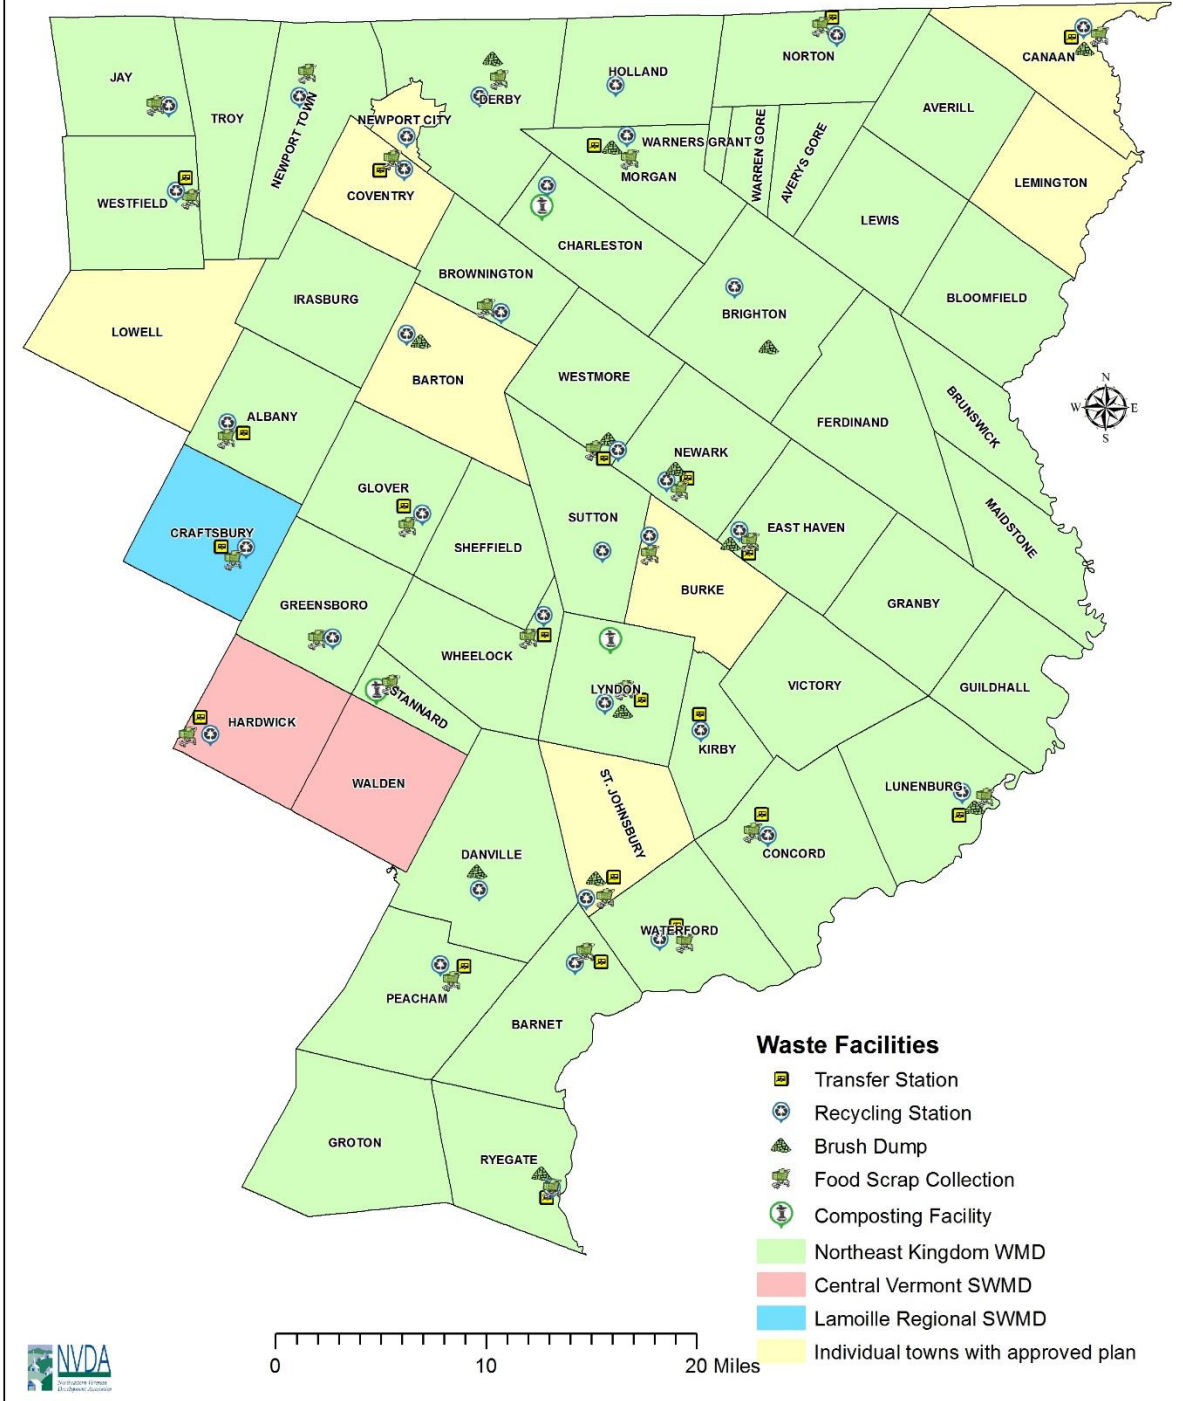 JAY
TROY
NEWPORT TOWN
DERBY
HOLLAND
NORTON
CANAAN
AVERILL
NEWPORT CITY
WARNERS GRANT
WARREN GORE
AVERYS GORE
MORGAN
LEMINGTON
WESTFIELD
COVENTRY
CHARLESTON
LEWIS
BROWNINGTON
IRASBURG
BLOOMFIELD
BRIGHTON
LOWELL
BARTON
WESTMORE
N
W
E
S
BRUNSWICK
ALBANY
FERDINAND
NEWARK
GLOVER
SUTTON
EAST HAVEN
MAIDSTONE
CRAFTSBURY
SHEFFIELD
BURKE
GREENSBORO
GRANBY
WHEELOCK
STANNARD
LYNDON
VICTORY
GUILDHALL
HARDWICK
KIRBY
WALDEN
ST. JOHNSBURY
LUNENBURG
DANVILLE
CONCORD
WATERFORD
PEACHAM
BARNET
GROTON
RYEGATE
Waste Facilities
Transfer Station
Recycling Station
Brush Dump
Food Scrap Collection
Composting Facility
Northeast Kingdom WMD
Central Vermont SWMD
Lamoille Regional SWMD
Individual towns with approved plan
0 10 20 Miles
NVDA
Northeastern Vermont
Development Association